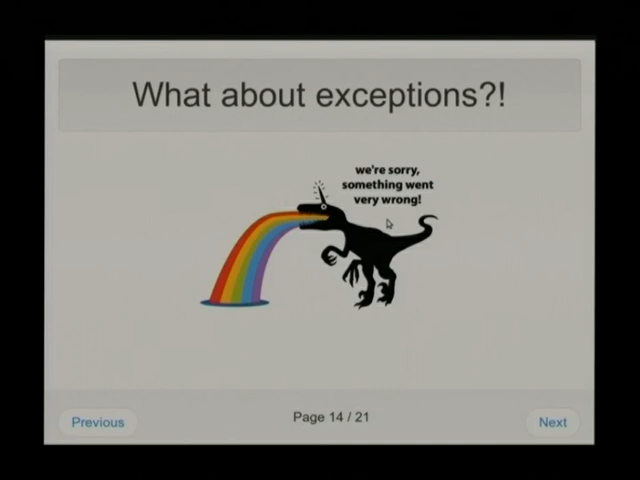 What about exceptions?!
we're sorry,
something went
very wrong!
Previous
Page 14 / 21
Next